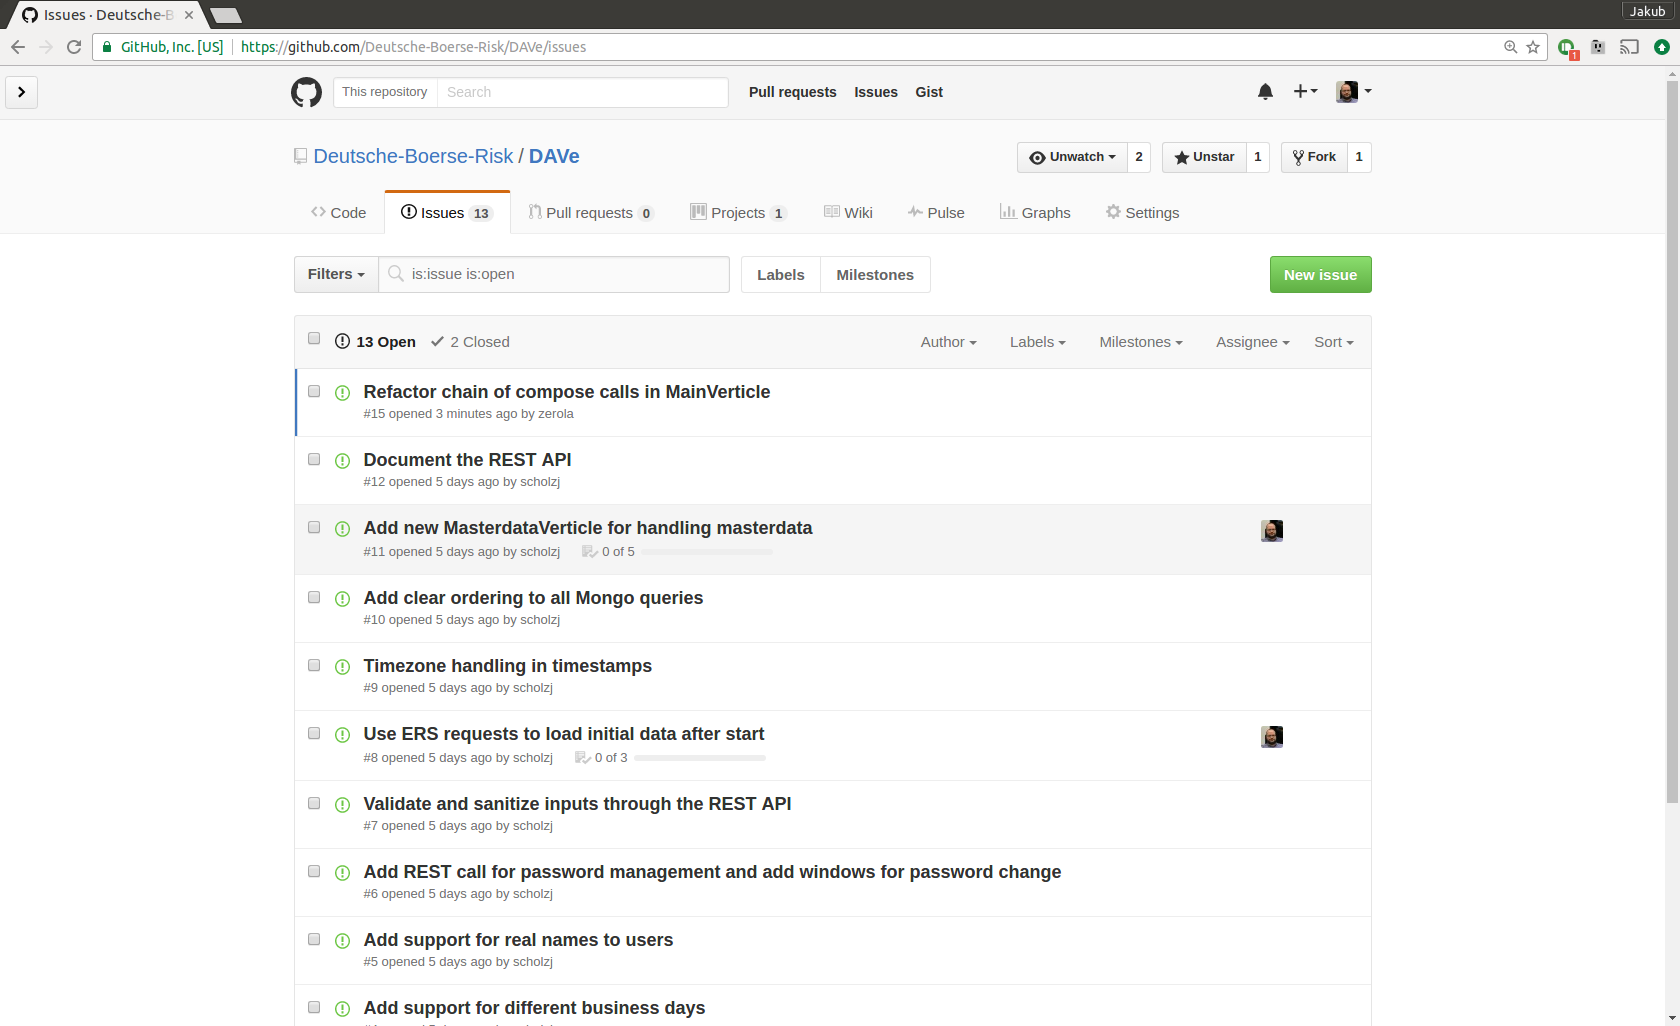 Issues · Deutsche-B
Jakub
GitHub, Inc. [US] https://github.com/Deutsche-Boerse-Risk/DAVe/issues
1
This repository Search Pull requests Issues Gist
Deutsche-Boerse-Risk / DAVe
Unwatch 2 Unstar 1 Fork 1
Code Issues 13 Pull requests 0 Projects 1 Wiki Pulse Graphs Settings
Filters is:issue is:open Labels Milestones New issue
13 Open 2 Closed Author Labels Milestones Assignee Sort
Refactor chain of compose calls in MainVerticle
#15 opened 3 minutes ago by zerola
Document the REST API
#12 opened 5 days ago by scholzj
Add new MasterdataVerticle for handling masterdata
#11 opened 5 days ago by scholzj 0 of 5
Add clear ordering to all Mongo queries
#10 opened 5 days ago by scholzj
Timezone handling in timestamps
#9 opened 5 days ago by scholzj
Use ERS requests to load initial data after start
#8 opened 5 days ago by scholzj 0 of 3
Validate and sanitize inputs through the REST API
#7 opened 5 days ago by scholzj
Add REST call for password management and add windows for password change
#6 opened 5 days ago by scholzj
Add support for real names to users
#5 opened 5 days ago by scholzj
Add support for different business days